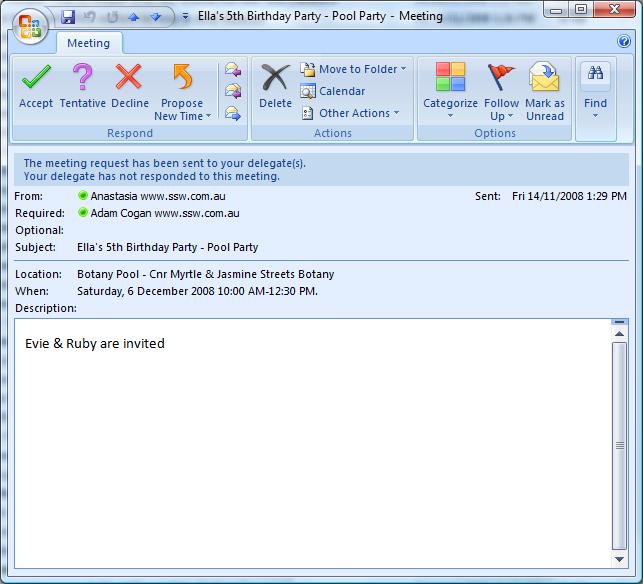 Ella's 5th Birthday Party - Pool Party - Meeting
Meeting
Accept Tentative Decline Propose New Time
Respond
Delete
Move to Folder
Calendar
Other Actions
Actions
Categorize Follow Up Mark as Unread
Options
Find
The meeting request has been sent to your delegate(s).
Your delegate has not responded to this meeting.
From: Anastasia www.ssw.com.au Sent: Fri 14/11/2008 1:29 PM
Required: Adam Cogan www.ssw.com.au
Optional:
Subject: Ella's 5th Birthday Party - Pool Party
Location: Botany Pool - Cnr Myrtle & Jasmine Streets Botany
When: Saturday, 6 December 2008 10:00 AM-12:30 PM.
Description:
Evie & Ruby are invited